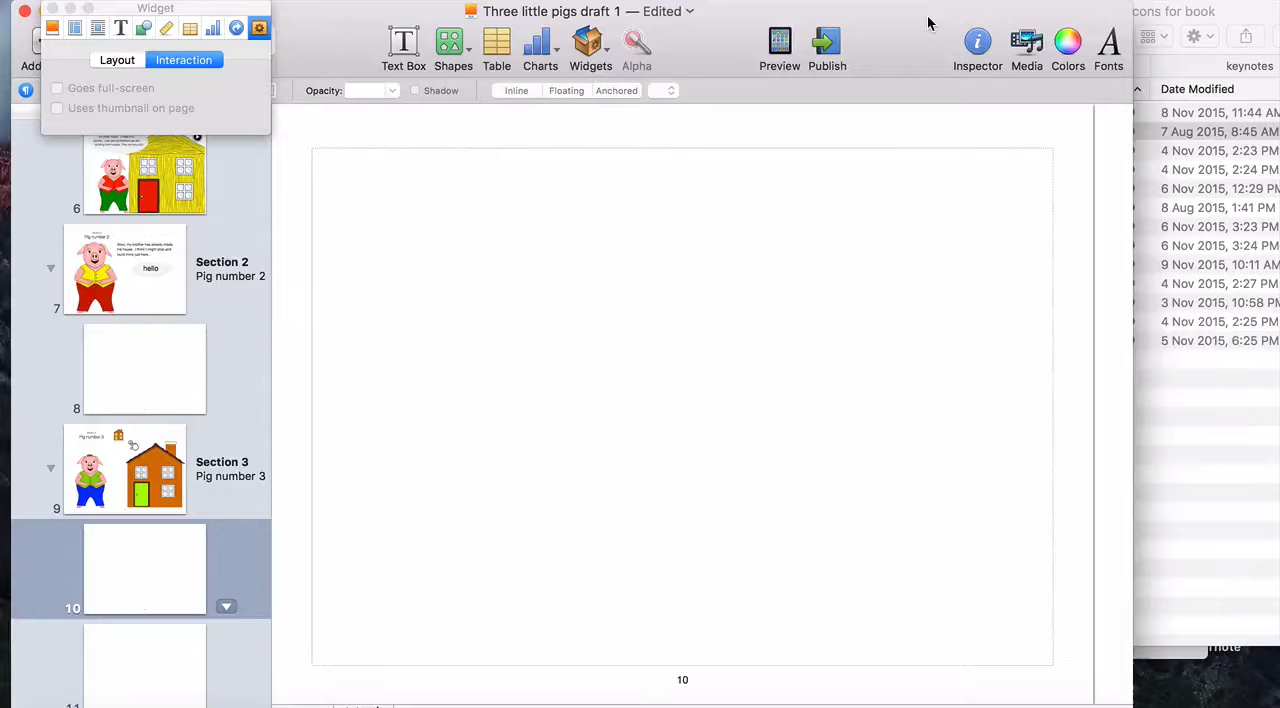 Widget
Three little pigs draft 1 — Edited
cons for book
Add
Text Box
Shapes
Table
Charts
Widgets
Alpha
Preview
Publish
Inspector
Media
Colors
Fonts
Layout
Interaction
keynotes
Goes full-screen
Uses thumbnail on page
Opacity:
Shadow
Inline
Floating
Anchored
Date Modified
8 Nov 2015, 11:44 AM
7 Aug 2015, 8:45 AM
4 Nov 2015, 2:23 PM
4 Nov 2015, 2:24 PM
6 Nov 2015, 12:29 PM
8 Aug 2015, 1:41 PM
6 Nov 2015, 3:23 PM
6 Nov 2015, 3:24 PM
9 Nov 2015, 10:11 AM
4 Nov 2015, 2:27 PM
3 Nov 2015, 10:58 PM
4 Nov 2015, 2:25 PM
5 Nov 2015, 6:25 PM
6
Pig number 2
hello
Section 2
Pig number 2
7
8
Pig number 3
Section 3
Pig number 3
9
10
11
10